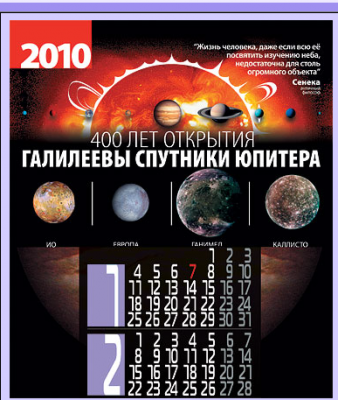 2010
"Жизнь человека, даже если всю её
посвятить изучению неба,
недостаточна для столь
огромного объекта"
Сенека
400 ЛЕТ ОТКРЫТИЯ
ГАЛИЛЕЕВЫ СПУТНИКИ ЮПИТЕРА
ИО ЕВРОПА ГАНИМЕД КАЛЛИСТО
1
1 2 3
4 5 6 7 8 9 10
11 12 13 14 15 16 17
18 19 20 21 22 23 24
25 26 27 28 29 30 31
2
1 2 3 4 5 6 7
8 9 10 11 12 13 14
15 16 17 18 19 20 21
22 23 24 25 26 27 28